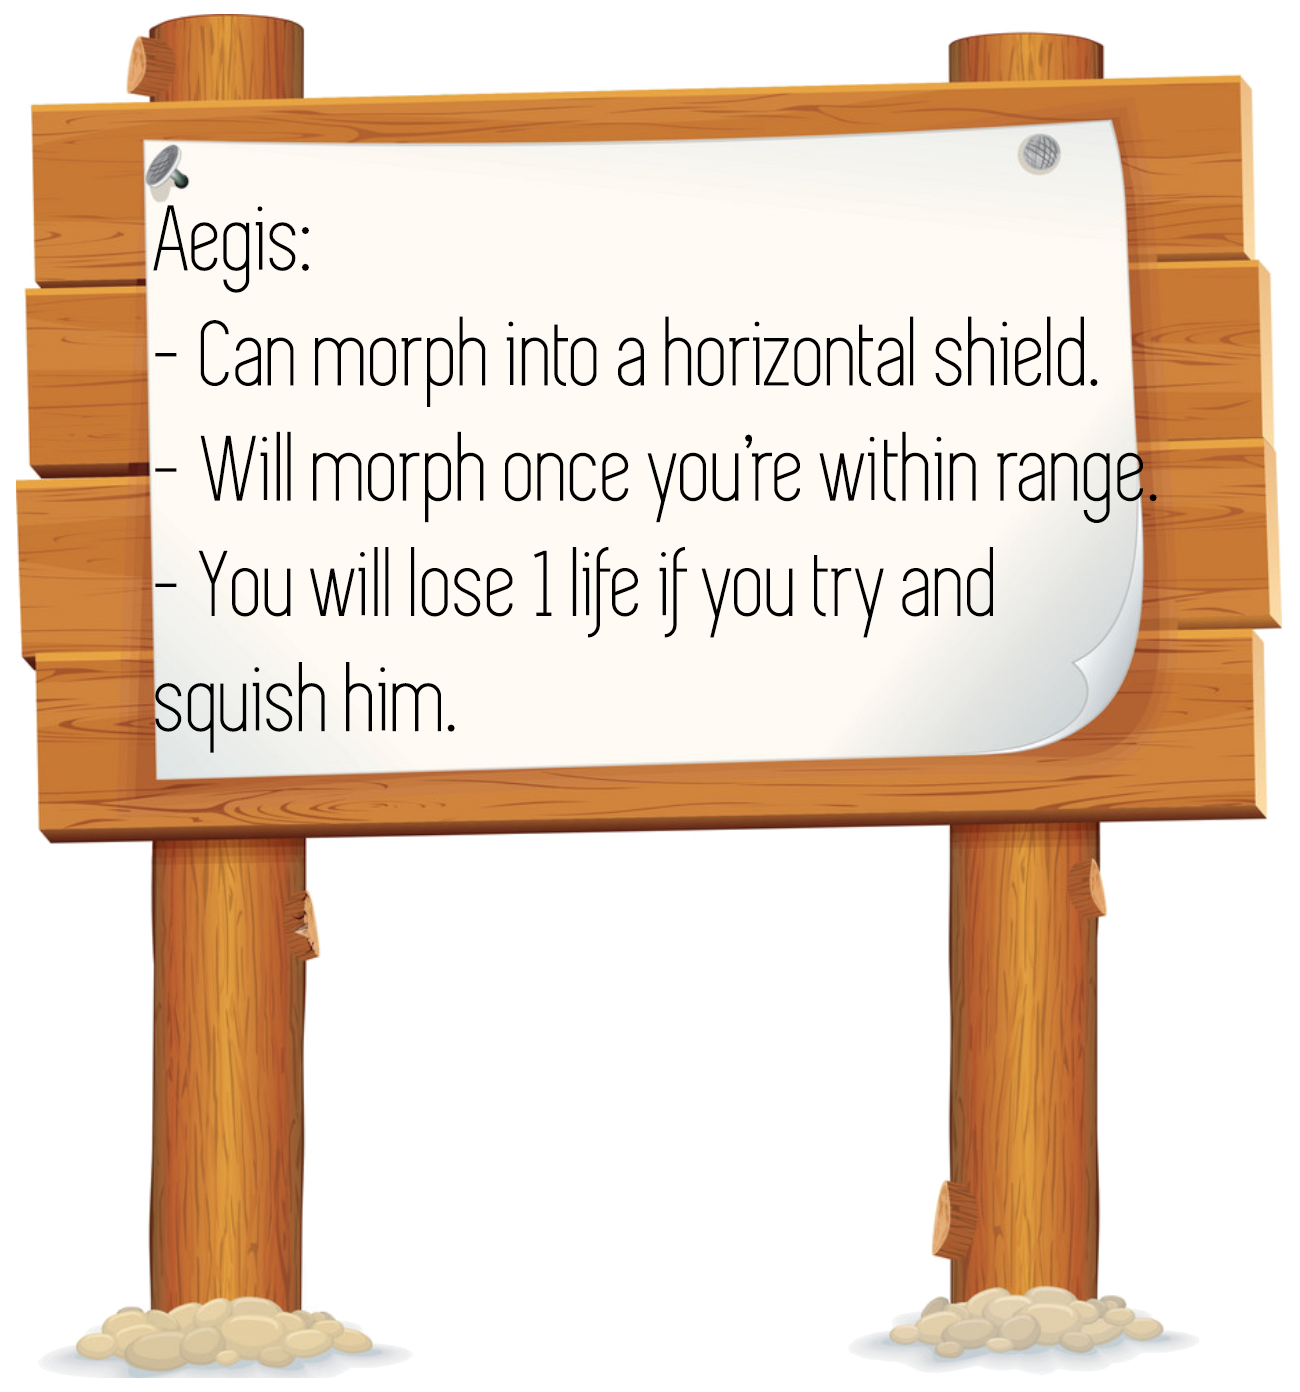 Aegis:
- Can morph into a horizontal shield.
- Will morph once you're within range.
- You will lose 1 life if you try and
squish him.